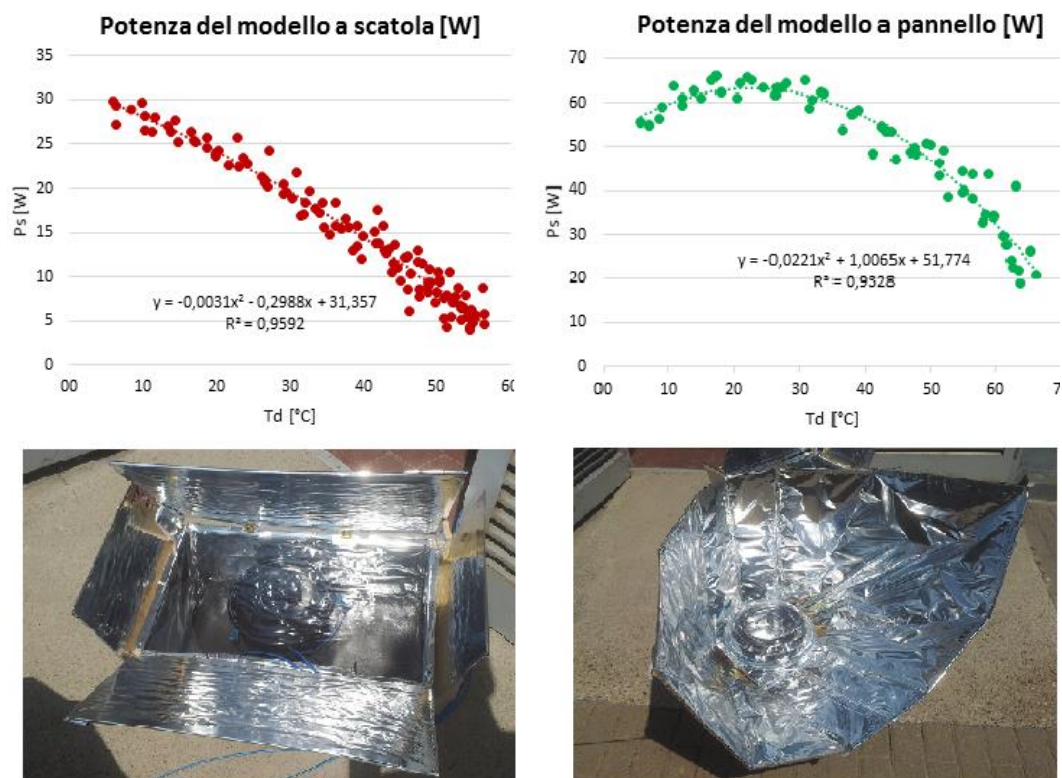 Potenza del modello a scatola [W]
35
30
25
20
15
10
5
0
Ps [W]
y = -0,0031x² - 0,2988x + 31,357
R² = 0,9592
00 10 20 30 40 50 60
Td [°C]
Potenza del modello a pannello [W]
70
60
50
40
30
20
10
Ps [W]
y = -0,0221x² + 1,0065x + 51,774
R² = 0,9328
00 10 20 30 40 50 60 7
Td [°C]